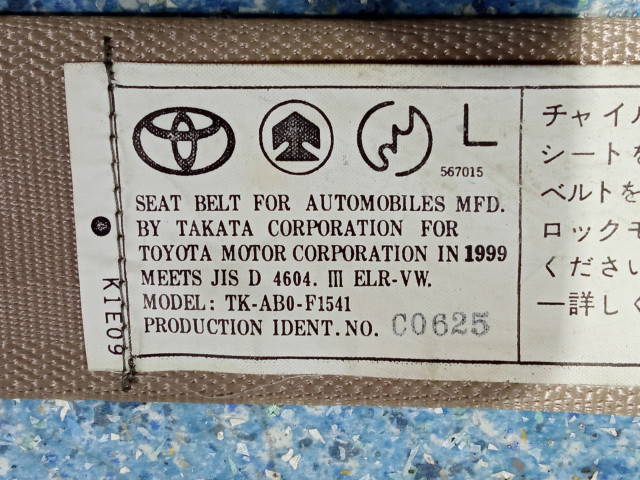 L
567015
SEAT BELT FOR AUTOMOBILES MFD.
BY TAKATA CORPORATION FOR
TOYOTA MOTOR CORPORATION IN 1999
MEETS JIS D 4604. III ELR-VW.
MODEL: TK-AB0-F1541
PRODUCTION IDENT. NO. C0625
K1E09
チャイル
シートを
ベルトを
ロックモ
ください
一詳しく